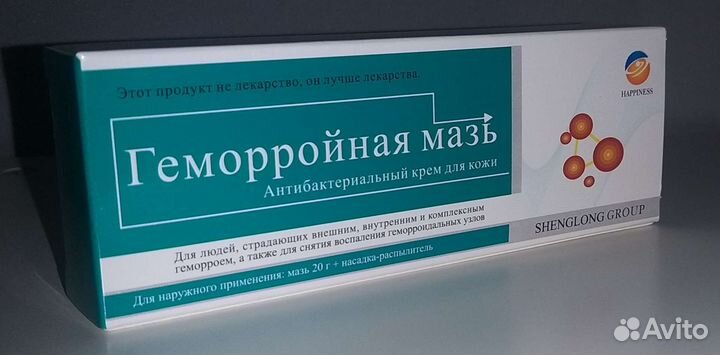 Этот продукт не лекарство, он лучше лекарства.
Геморройная мазь
Антибактериальный крем для кожи
Для людей, страдающих внешним, внутренним и комплексным
геморроем, а также для снятия воспаления геморроидальных узлов
Для наружного применения: мазь 20 г + насадка-распылитель
HAPPINESS
SHENGLONG GROUP
Avito